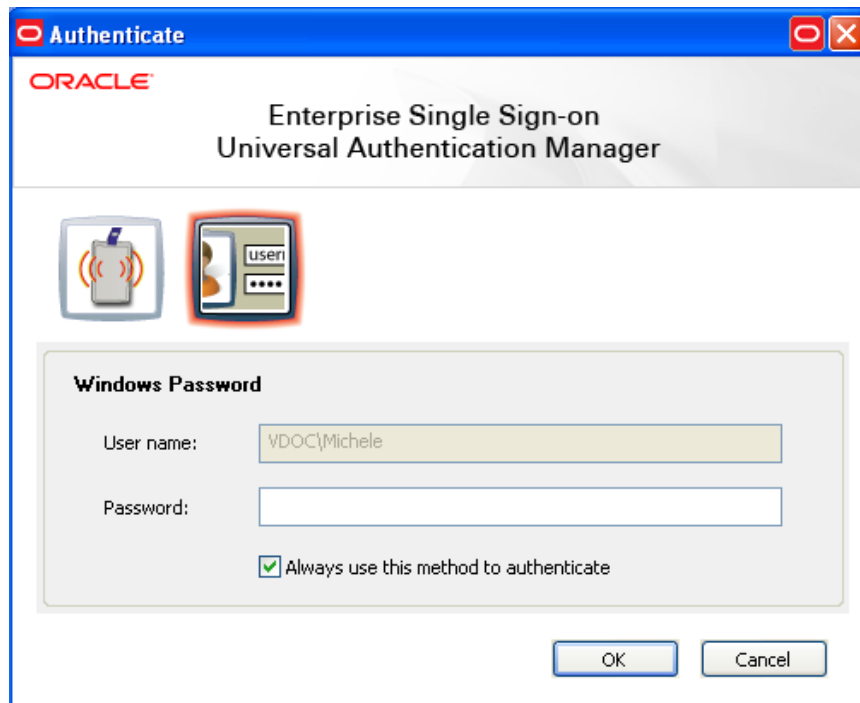 Authenticate
ORACLE
Enterprise Single Sign-on
Universal Authentication Manager
usern
••••
Windows Password
User name:
VDOC\Michele
Password:
Always use this method to authenticate
OK
Cancel